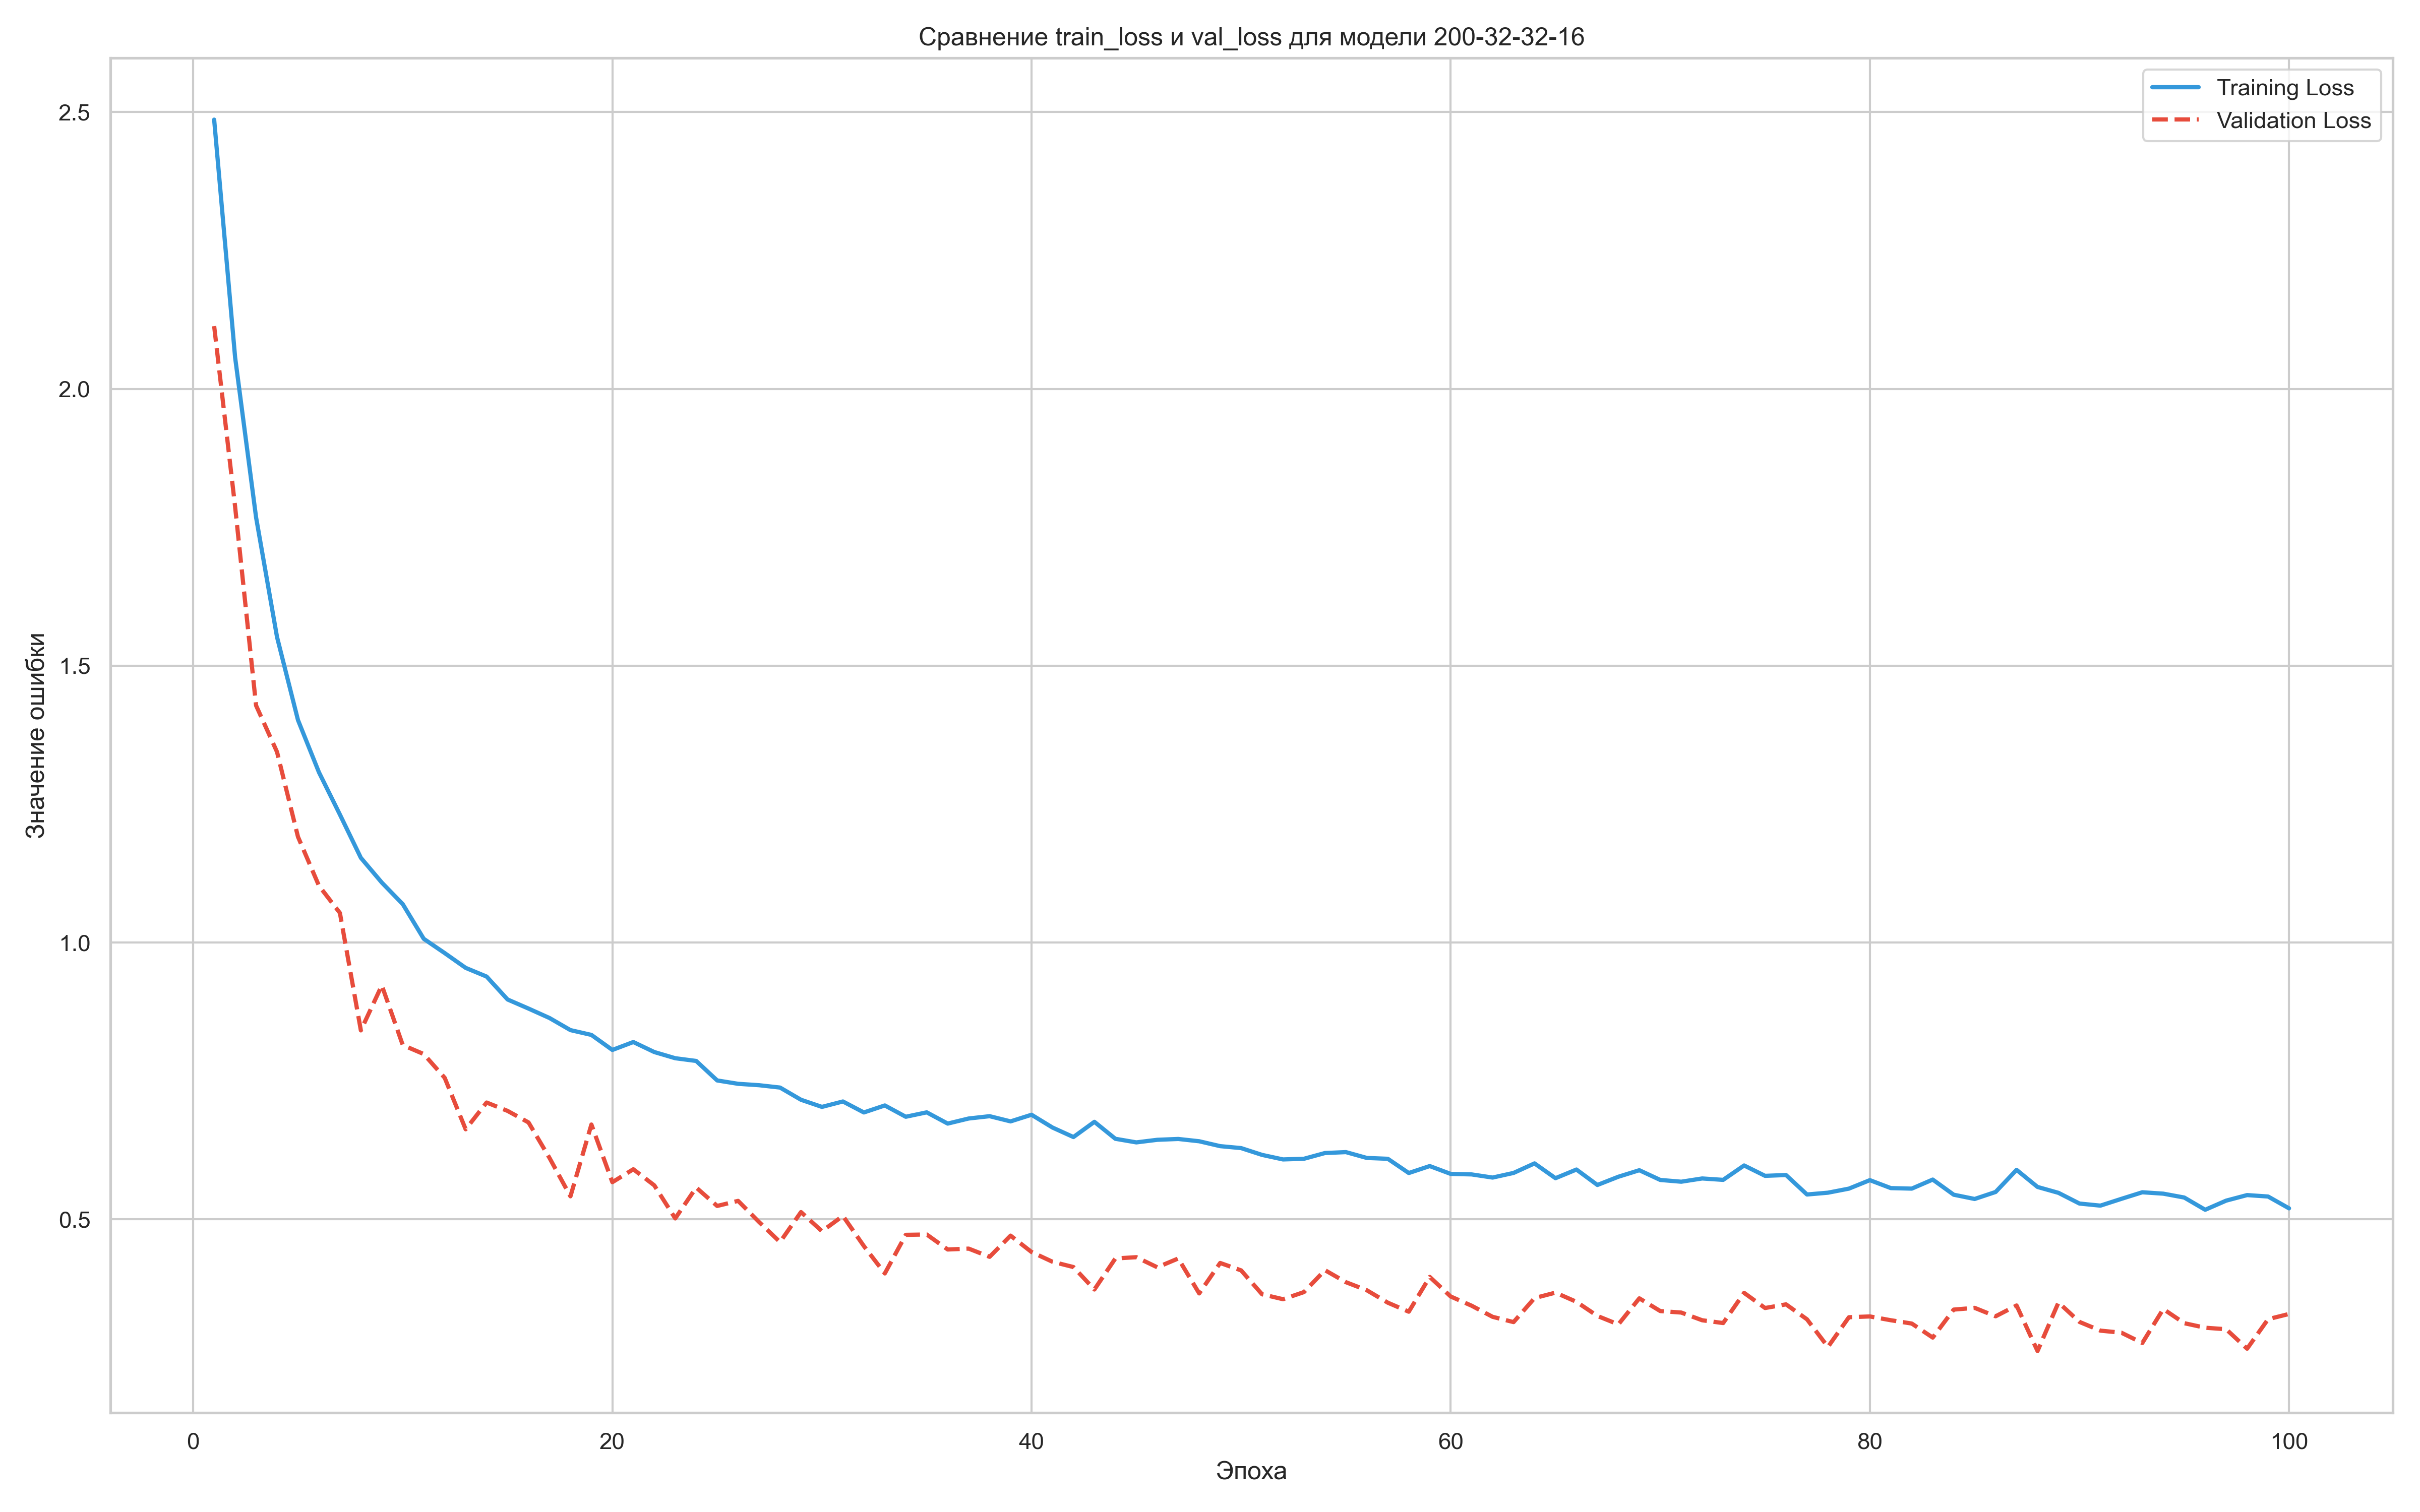 Сравнение train_loss и val_loss для модели 200-32-32-16
Training Loss
Validation Loss
2.5
2.0
1.5
1.0
0.5
Значение ошибки
0
20
40
60
80
100
Эпоха